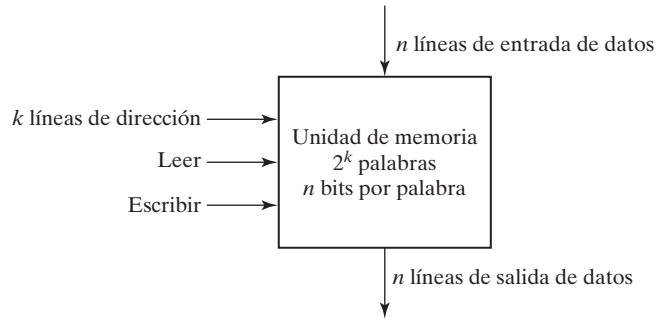 n líneas de entrada de datos
k líneas de dirección
Leer
Escribir
Unidad de memoria
2^k palabras
n bits por palabra
n líneas de salida de datos